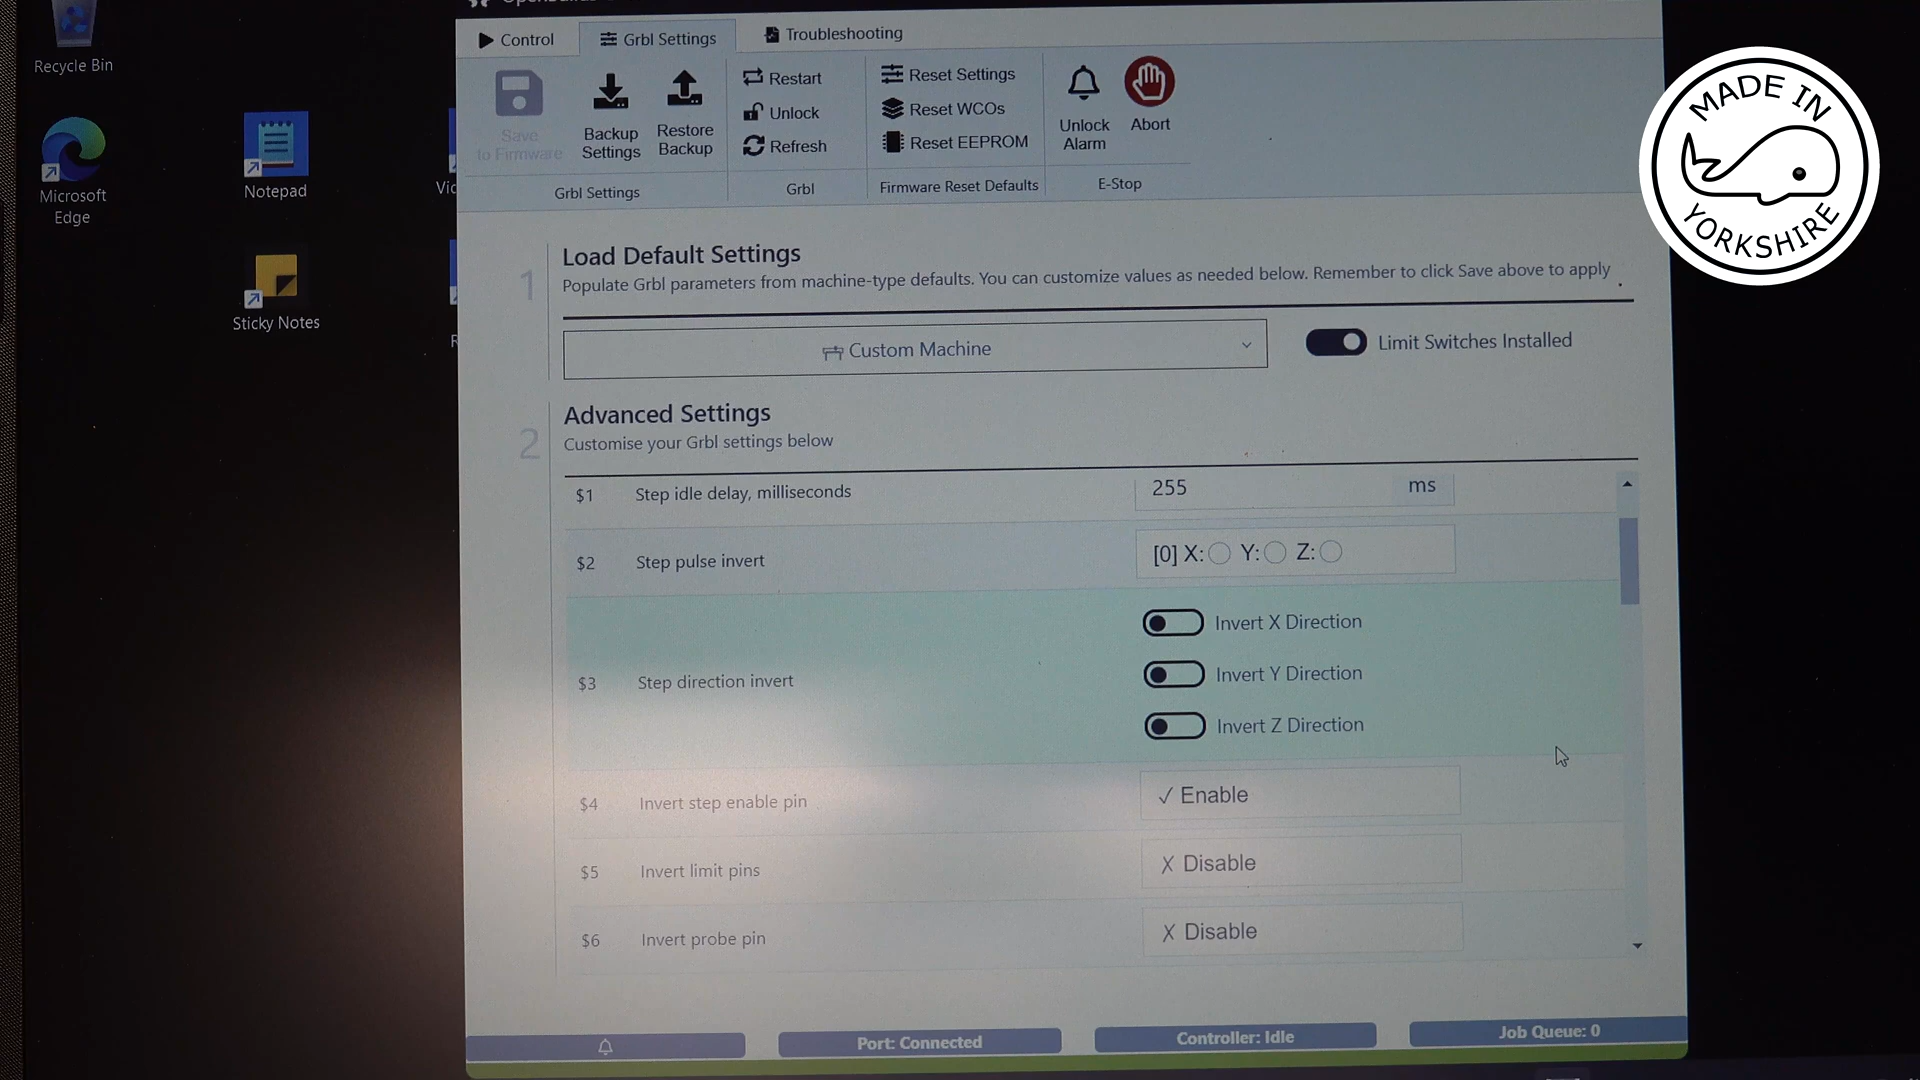 Recycle Bin
Microsoft
Edge
Notepad
Sticky Notes
Control
Grbl Settings
Troubleshooting
Save
to Firmware
Backup
Settings
Restore
Backup
Grbl Settings
Restart
Unlock
Refresh
Grbl
Reset Settings
Reset WCOs
Reset EEPROM
Firmware Reset Defaults
Unlock
Alarm
Abort
E-Stop
MADE IN
YORKSHIRE
1
Load Default Settings
Populate Grbl parameters from machine-type defaults. You can customize values as needed below. Remember to click Save above to apply
Custom Machine
Limit Switches Installed
2
Advanced Settings
Customise your Grbl settings below
$1 Step idle delay, milliseconds 255 ms
$2 Step pulse invert [0] X: Y: Z:
$3 Step direction invert
Invert X Direction
Invert Y Direction
Invert Z Direction
$4 Invert step enable pin ✓ Enable
$5 Invert limit pins ✗ Disable
$6 Invert probe pin ✗ Disable
Port: Connected
Controller: Idle
Job Queue: 0